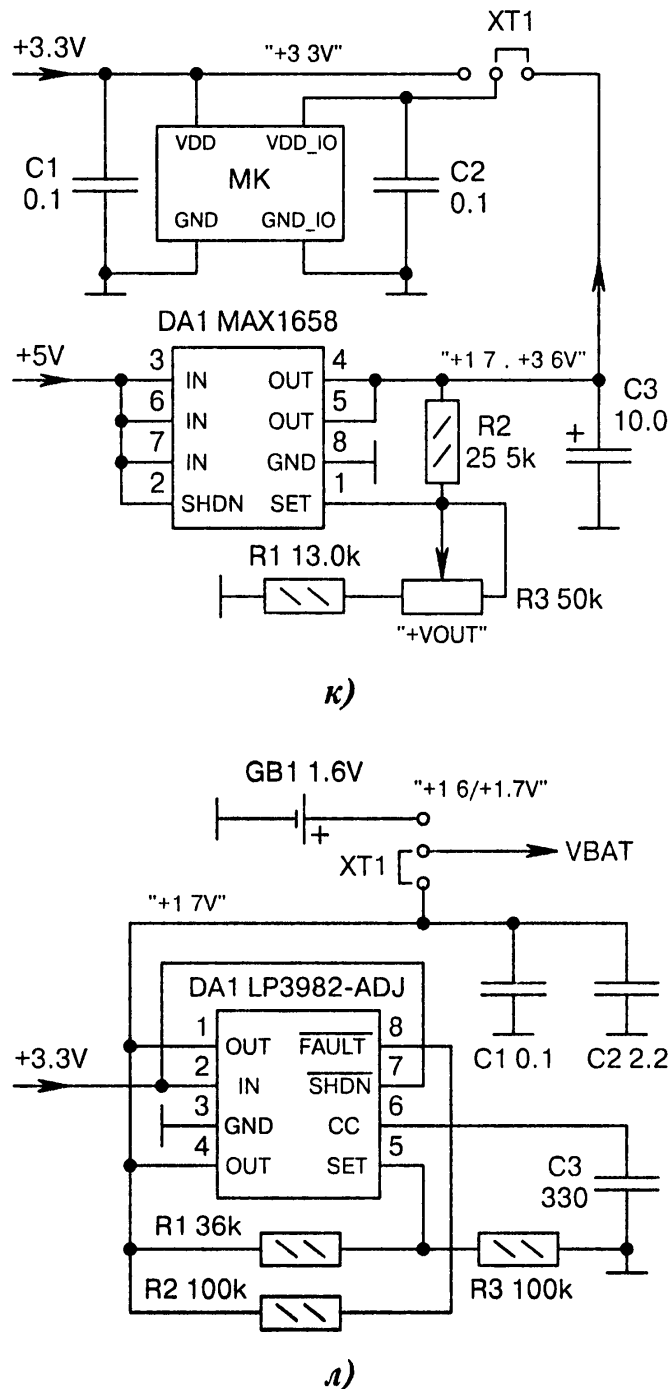 XT1
+3.3V
"+3 3V"
VDD
VDD_IO
C1
0.1
MK
C2
0.1
GND
GND_IO
DA1 MAX1658
+5V
"+1 7 . +3 6V"
3
IN
OUT
4
6
IN
OUT
5
7
IN
GND
8
2
SHDN
SET
1
R2
25 5k
C3
10.0
+
R1 13.0k
R3 50k
"+VOUT"
к)
GB1 1.6V
"+1 6/+1.7V"
+
XT1
VBAT
"+1 7V"
DA1 LP3982-ADJ
C1 0.1
C2 2.2
+3.3V
1
OUT
FAULT
8
2
IN
SHDN
7
3
GND
CC
6
4
OUT
SET
5
C3
330
R1 36k
R2 100k
R3 100k
л)